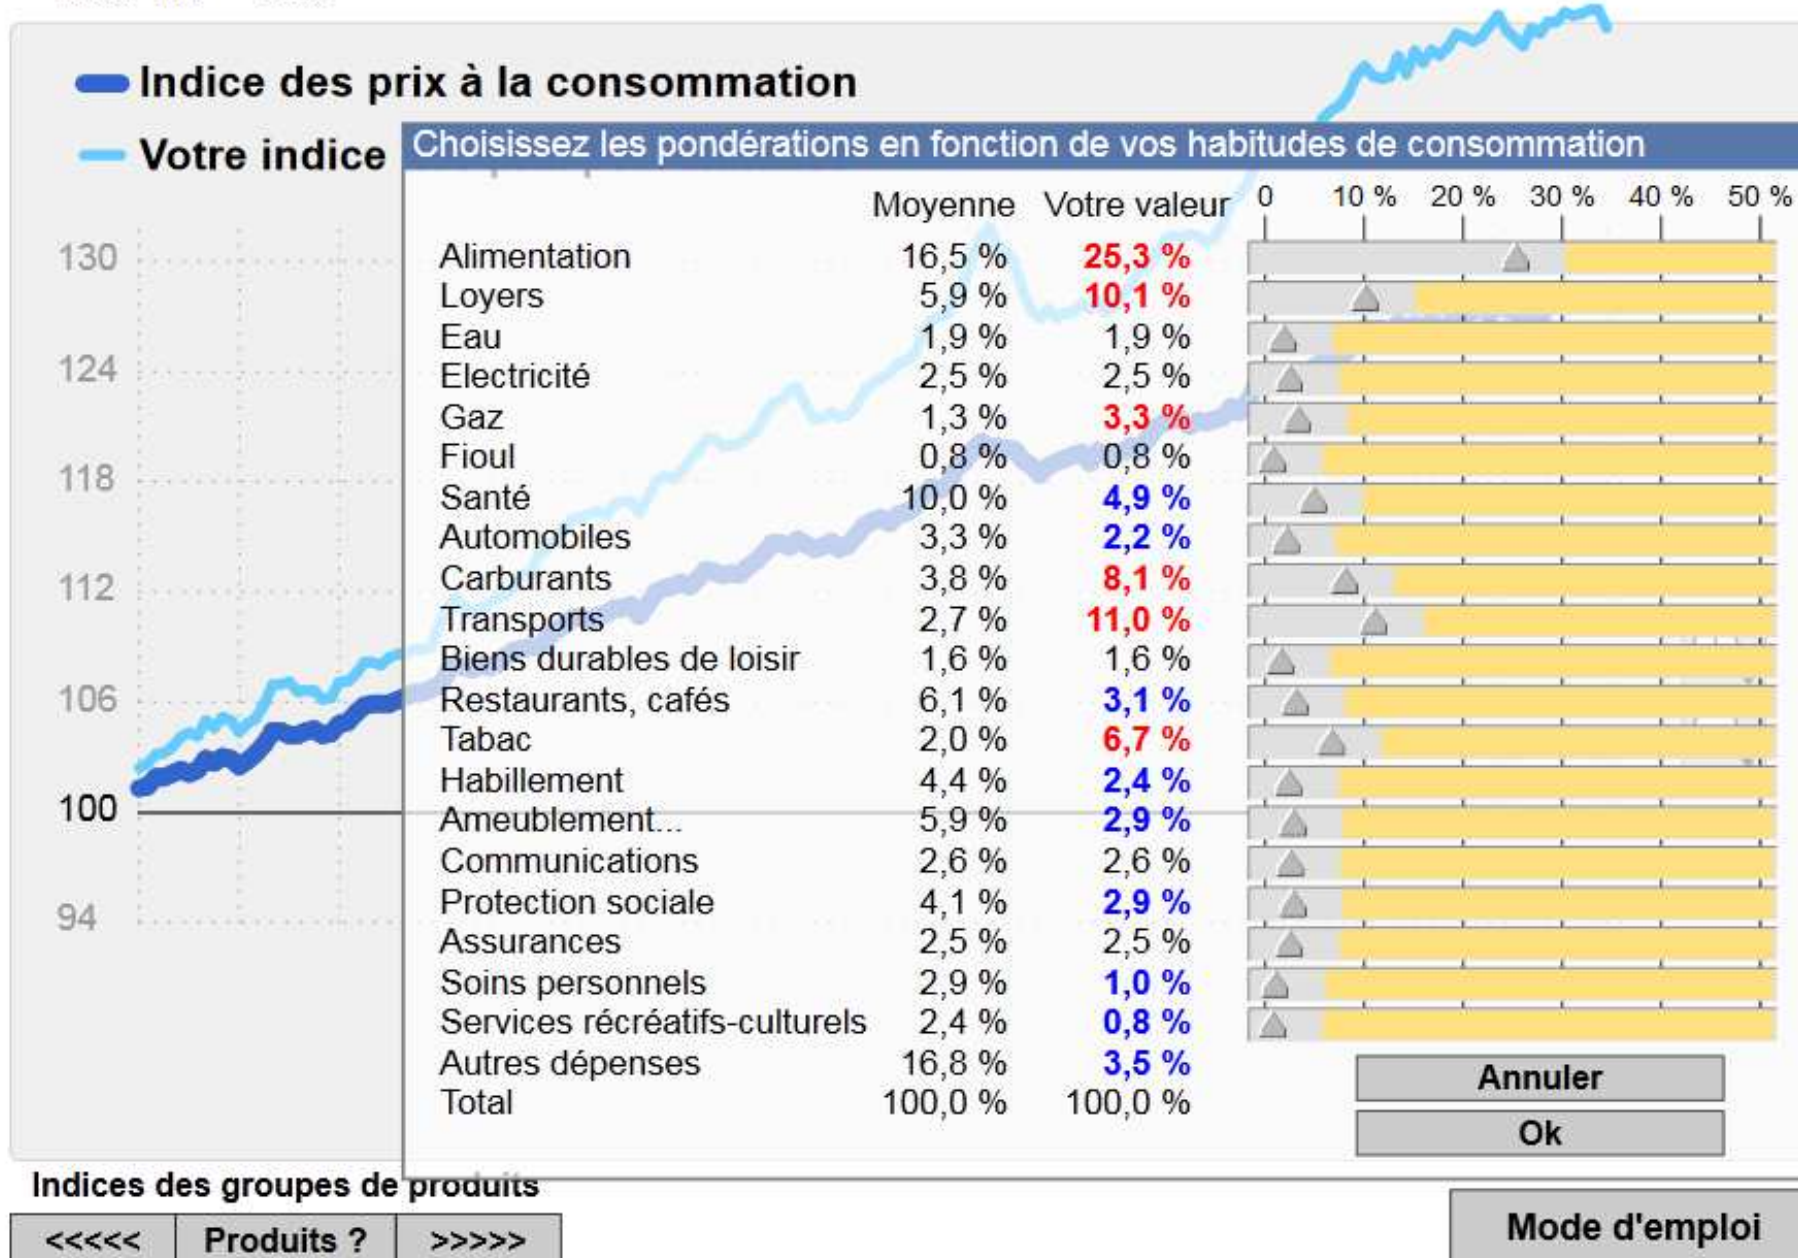 Indice des prix à la consommation
Votre indice
Choisissez les pondérations en fonction de vos habitudes de consommation
Moyenne Votre valeur 0 10 % 20 % 30 % 40 % 50 %
130
124
118
112
106
100
94
Alimentation 16,5 % 25,3 %
Loyers 5,9 % 10,1 %
Eau 1,9 % 1,9 %
Electricité 2,5 % 2,5 %
Gaz 1,3 % 3,3 %
Fioul 0,8 % 0,8 %
Santé 10,0 % 4,9 %
Automobiles 3,3 % 2,2 %
Carburants 3,8 % 8,1 %
Transports 2,7 % 11,0 %
Biens durables de loisir 1,6 % 1,6 %
Restaurants, cafés 6,1 % 3,1 %
Tabac 2,0 % 6,7 %
Habillement 4,4 % 2,4 %
Ameublement... 5,9 % 2,9 %
Communications 2,6 % 2,6 %
Protection sociale 4,1 % 2,9 %
Assurances 2,5 % 2,5 %
Soins personnels 2,9 % 1,0 %
Services récréatifs-culturels 2,4 % 0,8 %
Autres dépenses 16,8 % 3,5 %
Total 100,0 % 100,0 %
Annuler
Ok
Indices des groupes de produits
<<<<< Produits ? >>>>>
Mode d'emploi